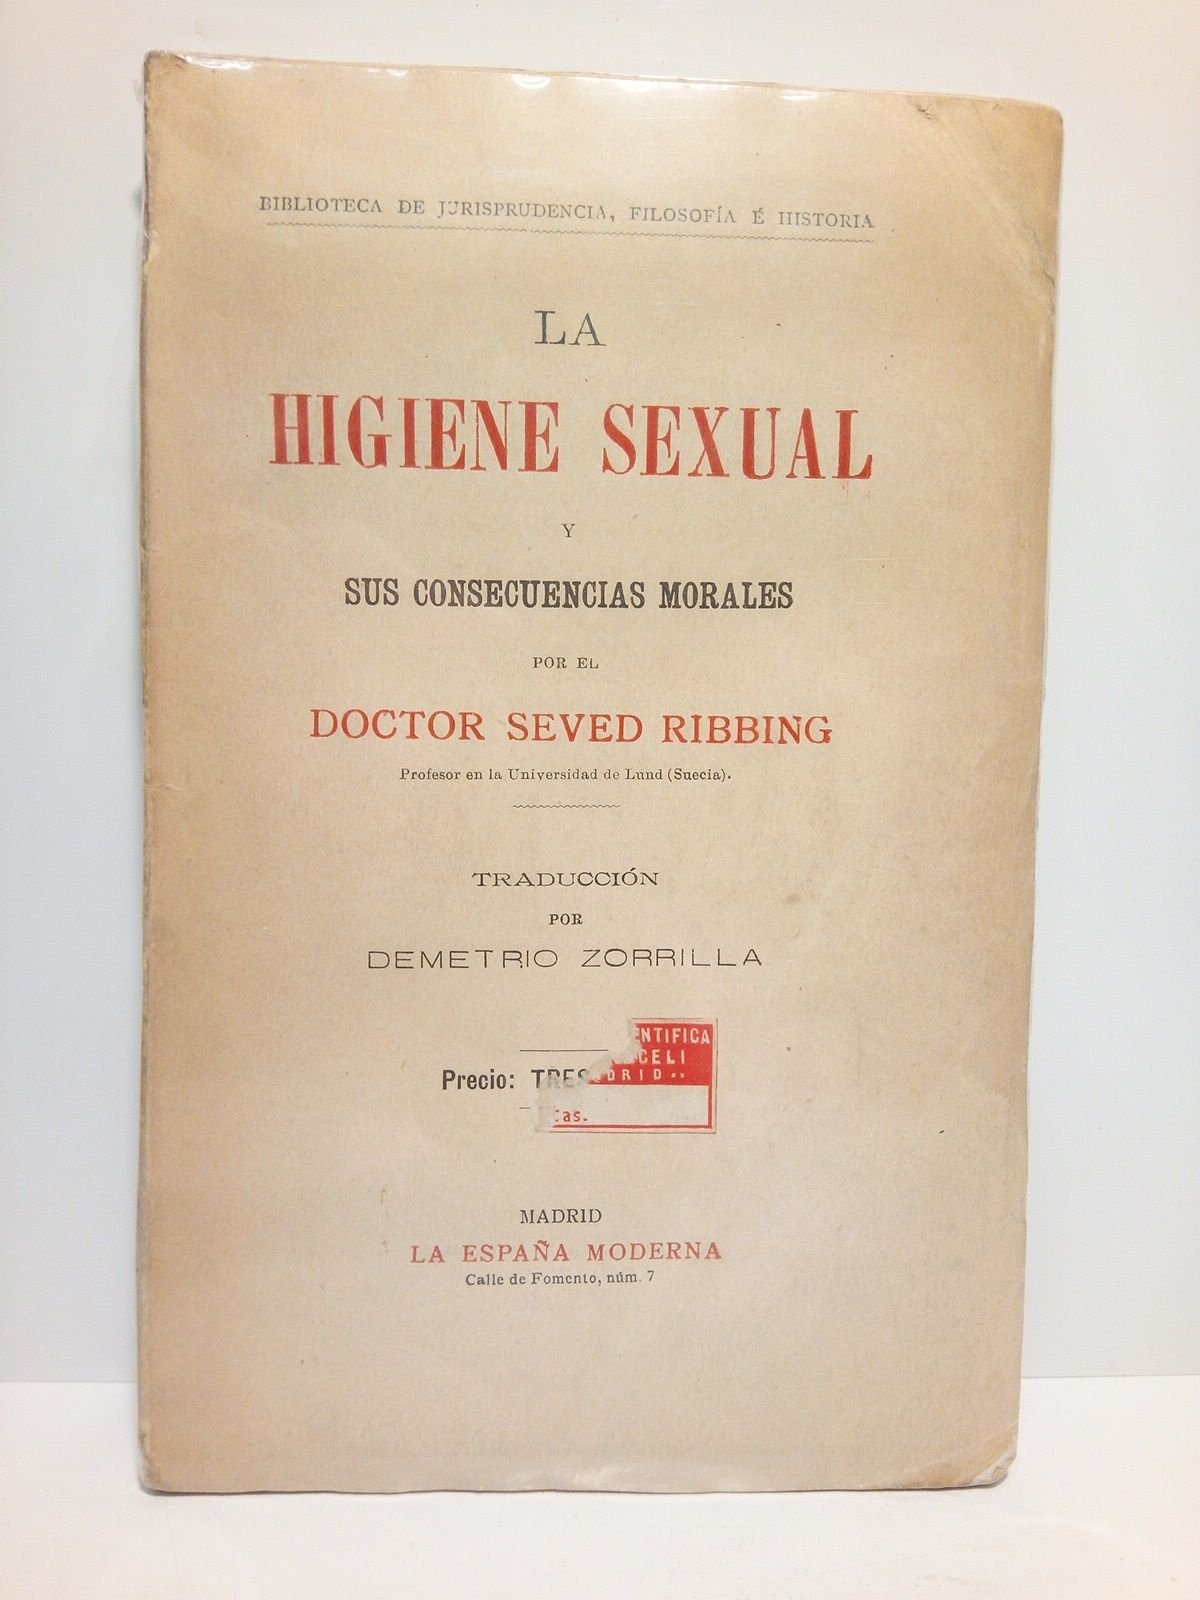 BIBLIOTECA DE JURISPRUDENCIA, FILOSOFÍA É HISTORIA
LA
HIGIENE SEXUAL
Y
SUS CONSECUENCIAS MORALES
POR EL
DOCTOR SEVED RIBBING
Profesor en la Universidad de Lund (Suecia).
TRADUCCIÓN
POR
DEMETRIO ZORRILLA
Precio: TRES
MADRID
LA ESPAÑA MODERNA
Calle de Fomento, núm. 7